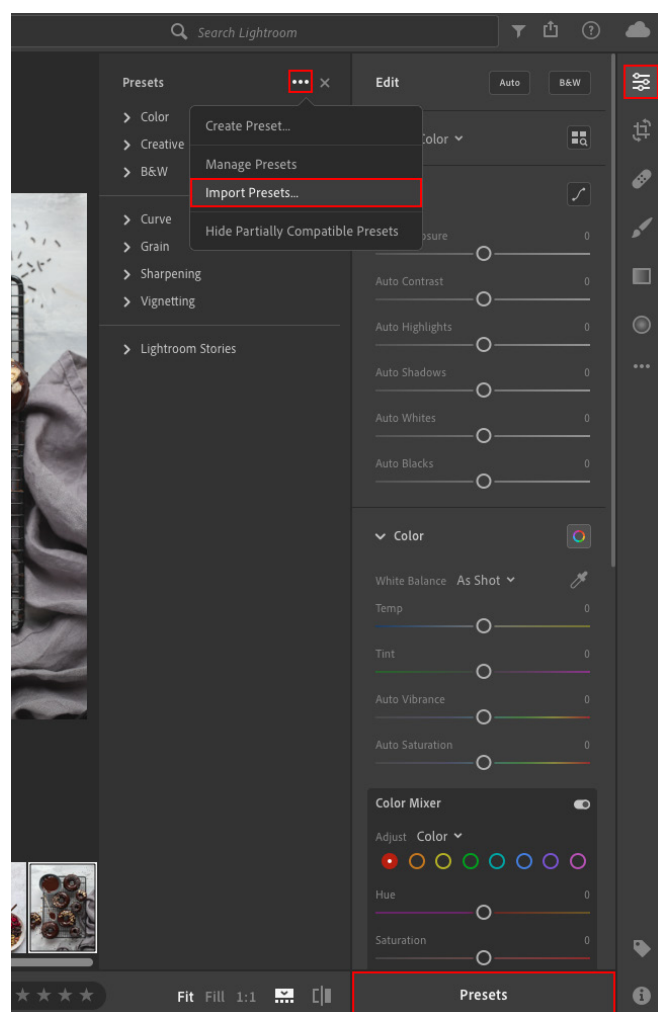 Search Lightroom
Presets
Color
Creative
B&W
Curve
Grain
Sharpening
Vignetting
Lightroom Stories
Create Preset...
Manage Presets
Import Presets...
Hide Partially Compatible Presets
Edit
Auto
B&W
Color
0
Auto Contrast
0
Auto Highlights
0
Auto Shadows
0
Auto Whites
0
Auto Blacks
0
Color
White Balance As Shot
Temp
0
Tint
0
Auto Vibrance
0
Auto Saturation
0
Color Mixer
Adjust Color
Hue
0
Saturation
0
Fit Fill 1:1
Presets